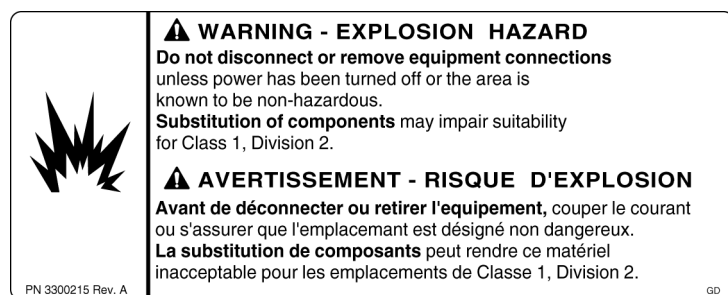 WARNING - EXPLOSION HAZARD
Do not disconnect or remove equipment connections
unless power has been turned off or the area is
known to be non-hazardous.
Substitution of components may impair suitability
for Class 1, Division 2.
AVERTISSEMENT - RISQUE D'EXPLOSION
Avant de déconnecter ou retirer l'equipement, couper le courant
ou s'assurer que l'emplacemant est désigné non dangereux.
La substitution de composants peut rendre ce matériel
inacceptable pour les emplacements de Classe 1, Division 2.
PN 3300215 Rev. A
GD